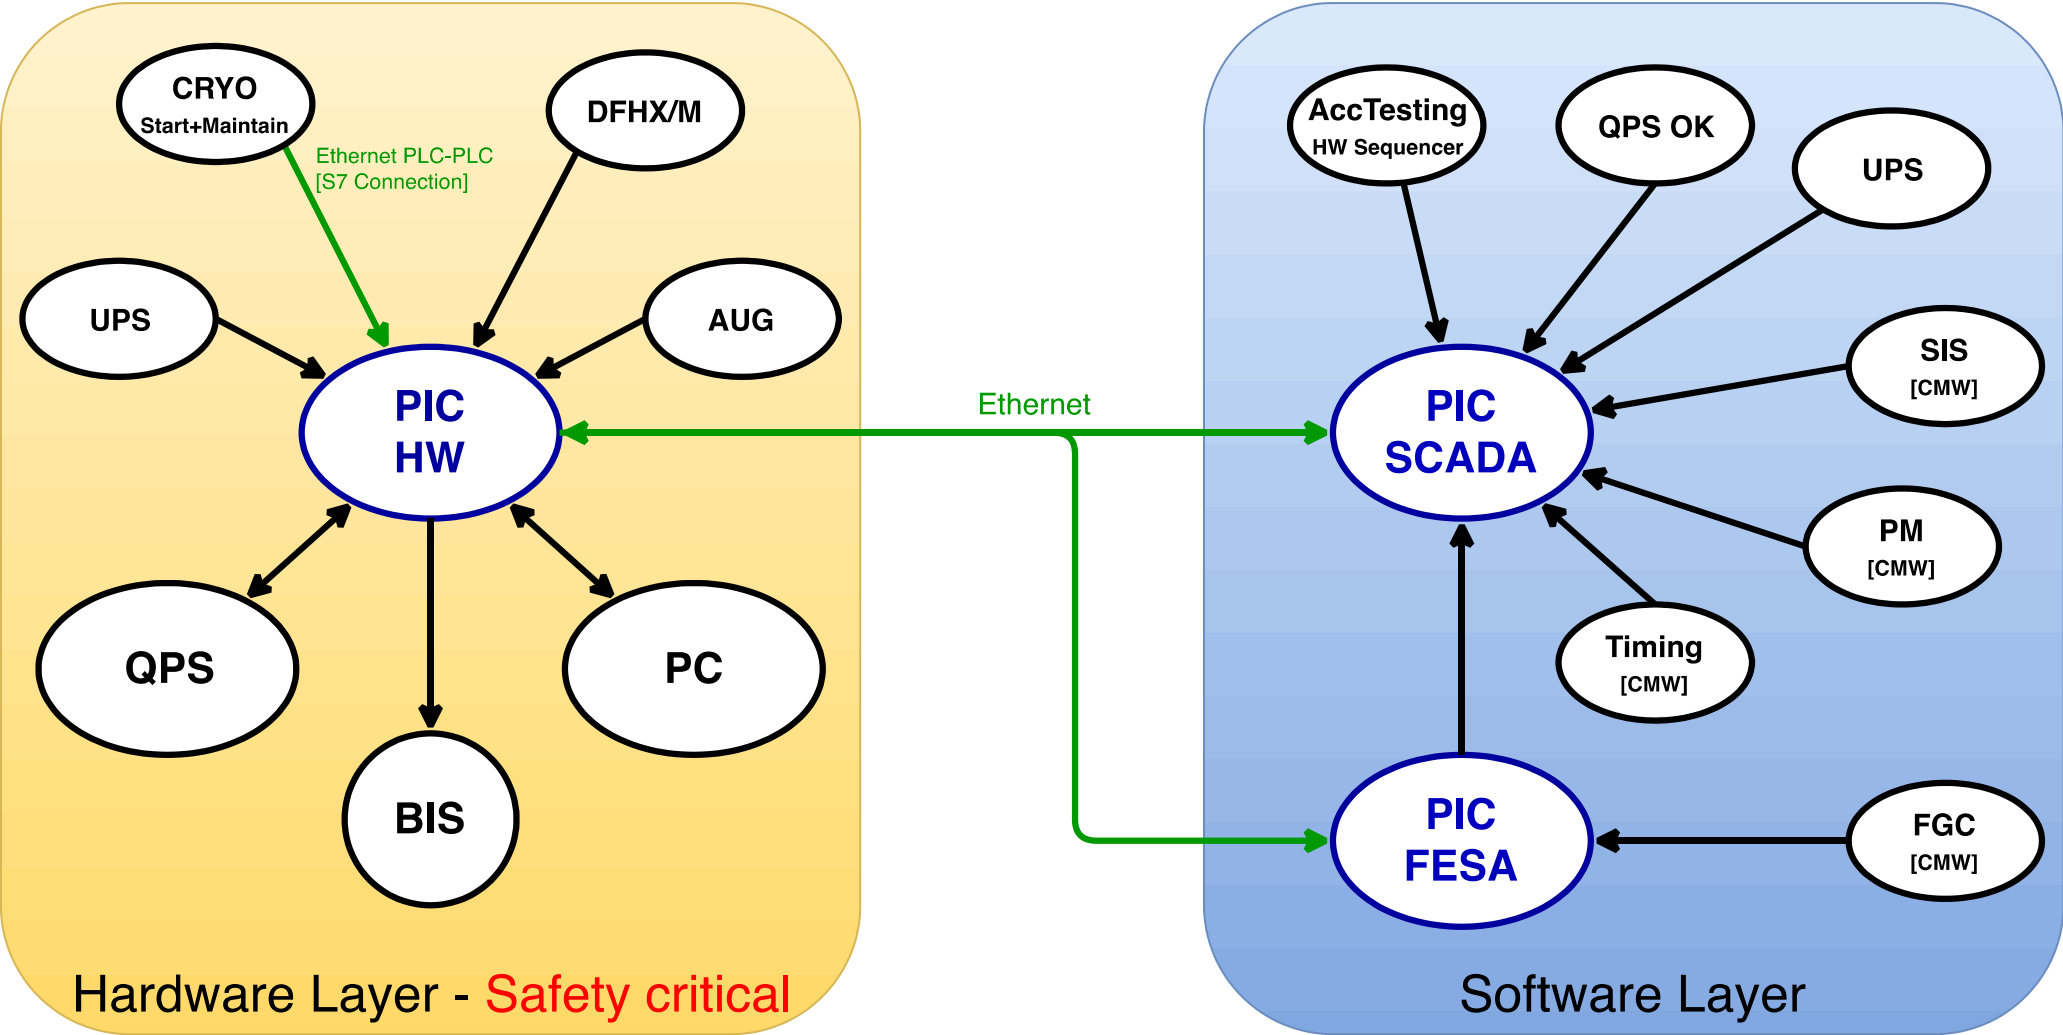 CRYO
Start+Maintain
DFHX/M
Ethernet PLC-PLC
[S7 Connection]
UPS
AUG
PIC
HW
QPS
PC
BIS
Hardware Layer - Safety critical
Ethernet
AccTesting
HW Sequencer
QPS OK
UPS
SIS
[CMW]
PIC
SCADA
PM
[CMW]
Timing
[CMW]
PIC
FESA
FGC
[CMW]
Software Layer